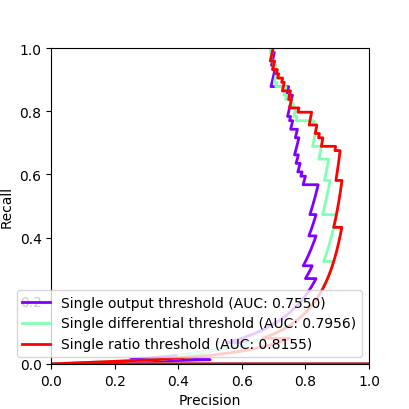 1.0
0.8
0.6
0.4
0.2
0.0
Recall
Single output threshold (AUC: 0.7550)
Single differential threshold (AUC: 0.7956)
Single ratio threshold (AUC: 0.8155)
0.0 0.2 0.4 0.6 0.8 1.0
Precision